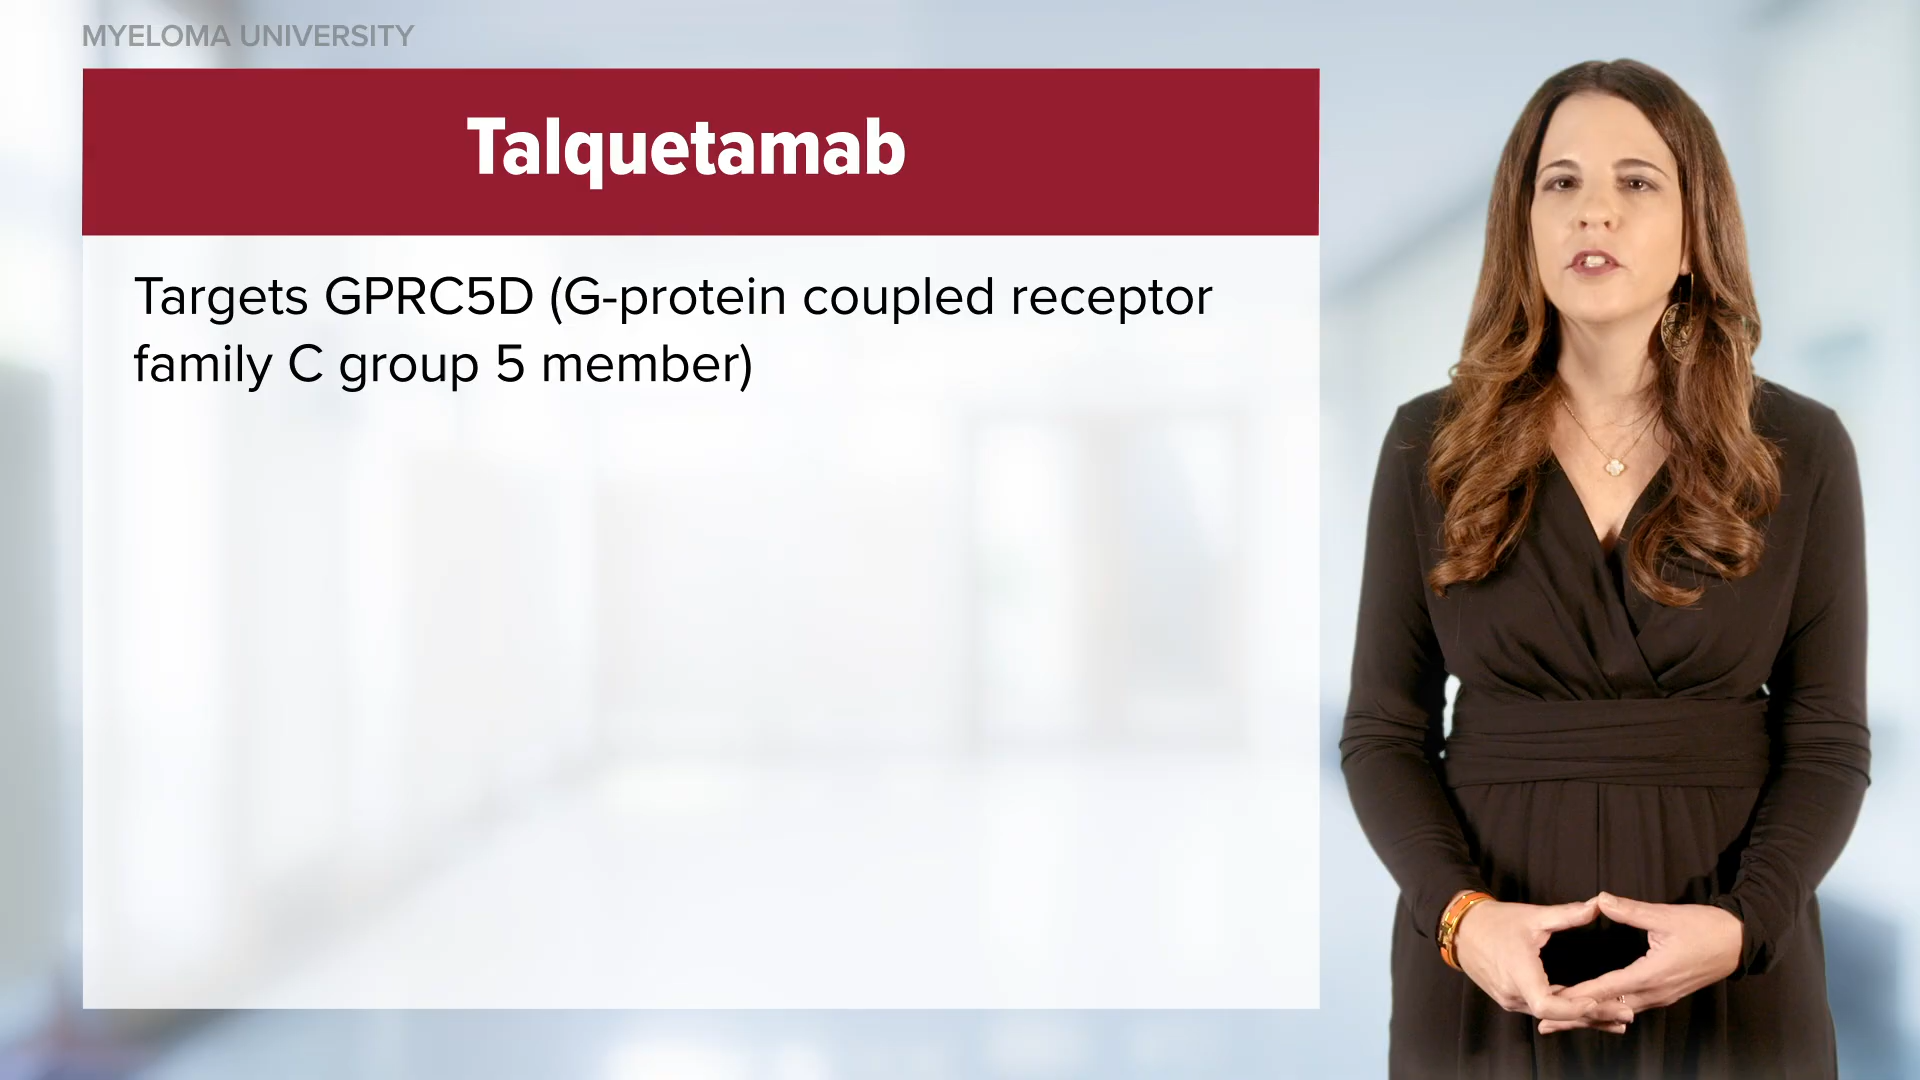 MYELOMA UNIVERSITY
Talquetamab
Targets GPRC5D (G-protein coupled receptor
family C group 5 member)